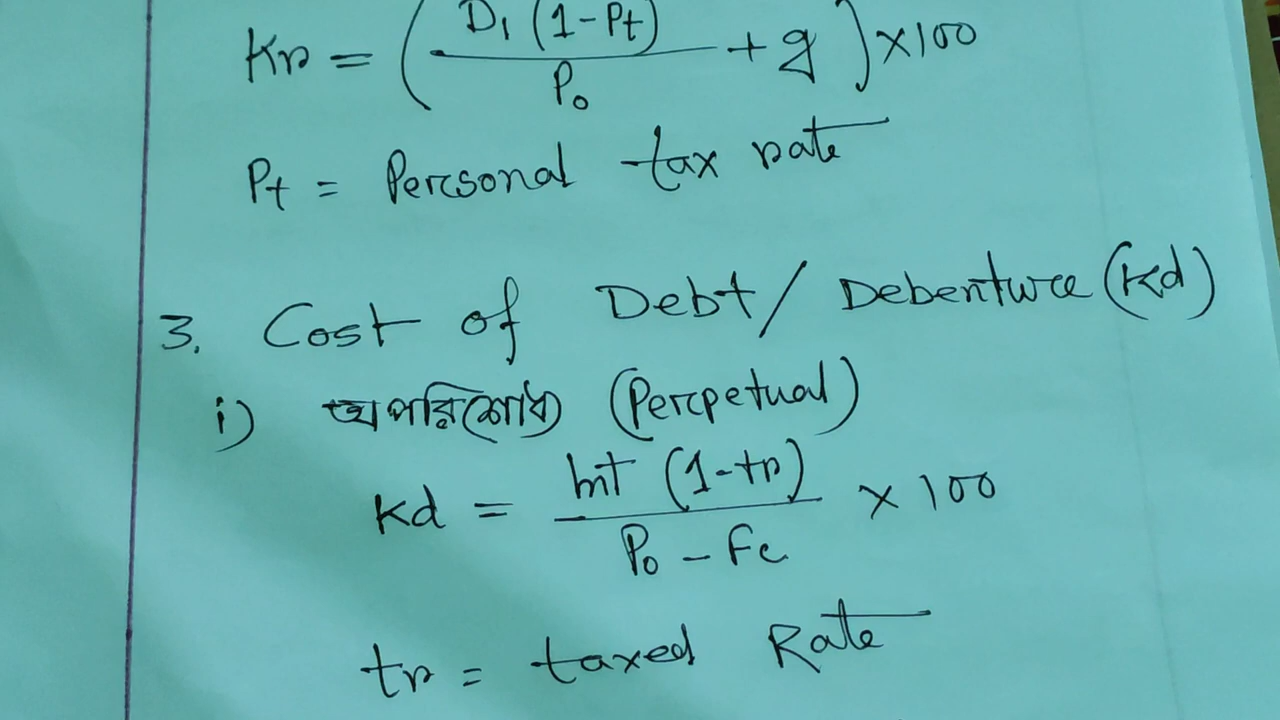 Kr = (D₁ (1-Pt) / P₀ + g) × 100
Pt = Personal tax rate
3. Cost of Debt / Debenture (Kd)
i) অপরিশোধ্য (Perpetual)
Kd = Int (1-tr) / P₀ - Fc × 100
tr = taxed Rate